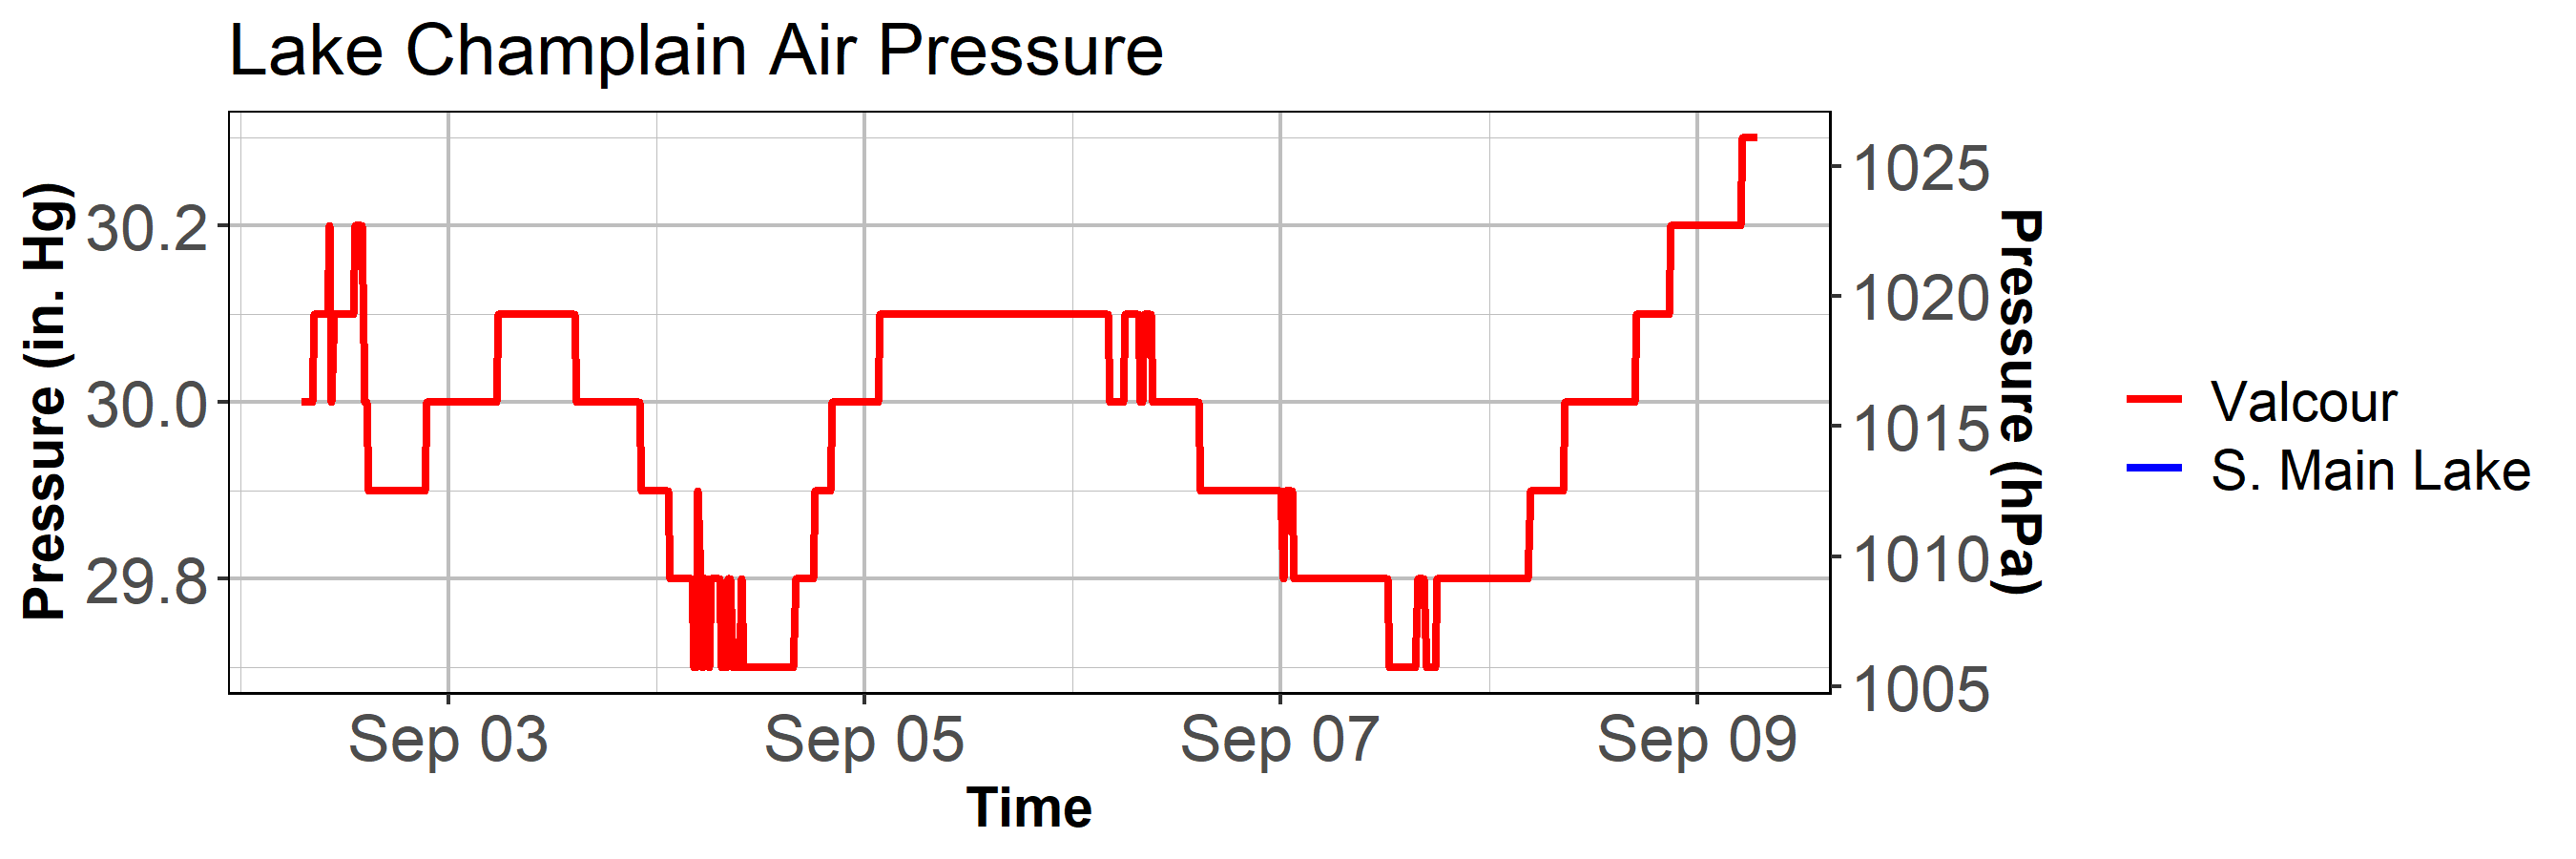 Lake Champlain Air Pressure
Pressure (in. Hg)
30.2
30.0
29.8
1025
1020
1015
1010
1005
Pressure (hPa)
Sep 03
Sep 05
Sep 07
Sep 09
Time
Valcour
S. Main Lake